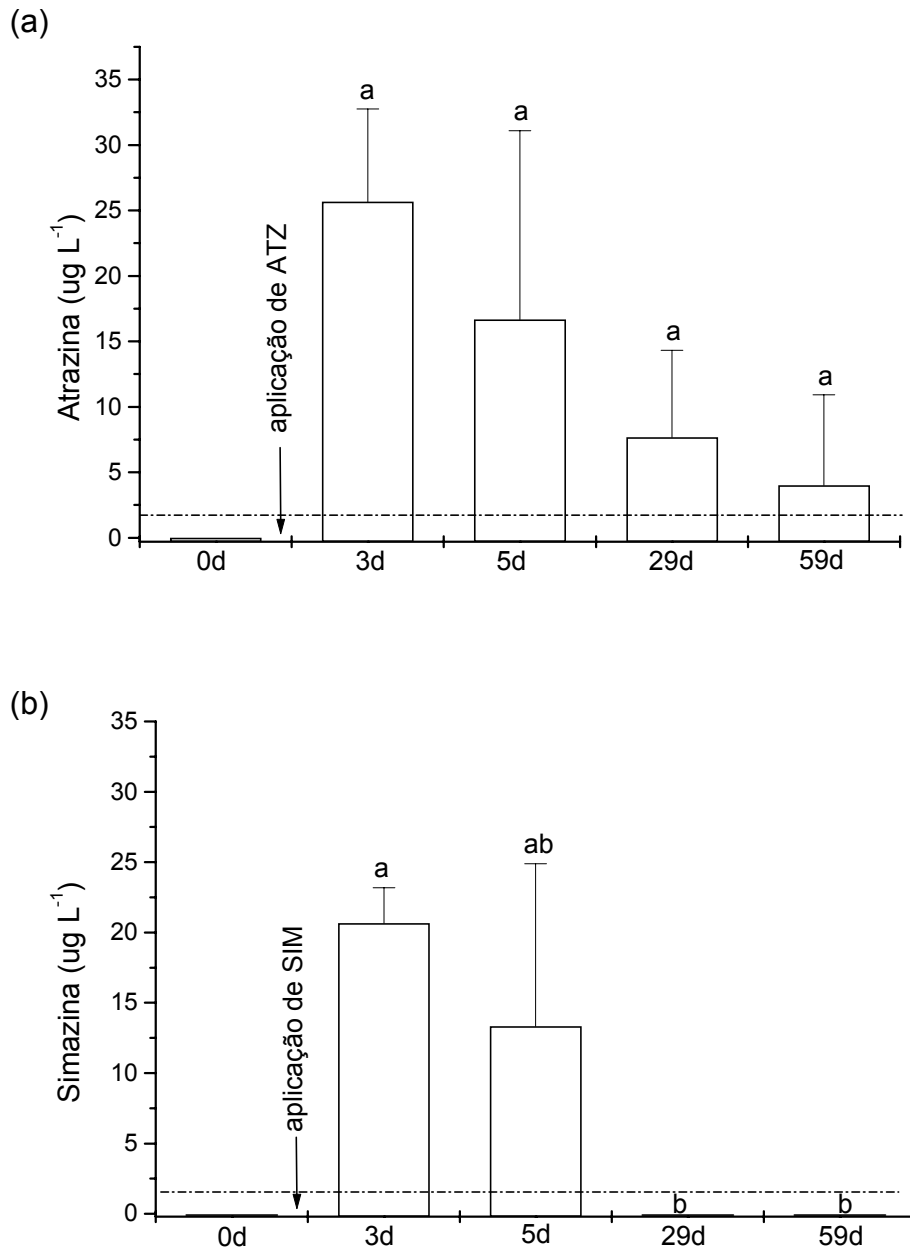 (a)
Atrazina (ug L⁻¹)
35
30
25
20
15
10
5
0
aplicação de ATZ
a
a
a
a
0d 3d 5d 29d 59d
(b)
Simazina (ug L⁻¹)
35
30
25
20
15
10
5
0
aplicação de SIM
a
ab
b
b
0d 3d 5d 29d 59d